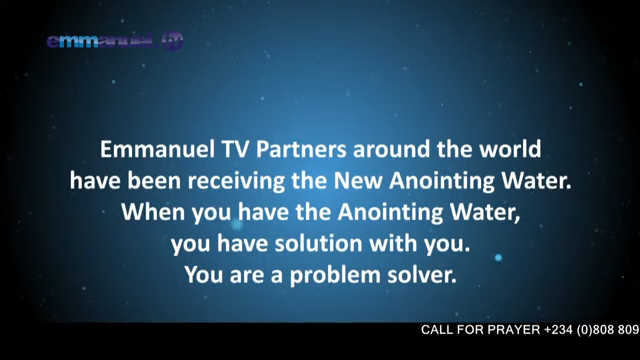 emmanuel.tv
Emmanuel TV Partners around the world
have been receiving the New Anointing Water.
When you have the Anointing Water,
you have solution with you.
You are a problem solver.
CALL FOR PRAYER +234 (0)808 809